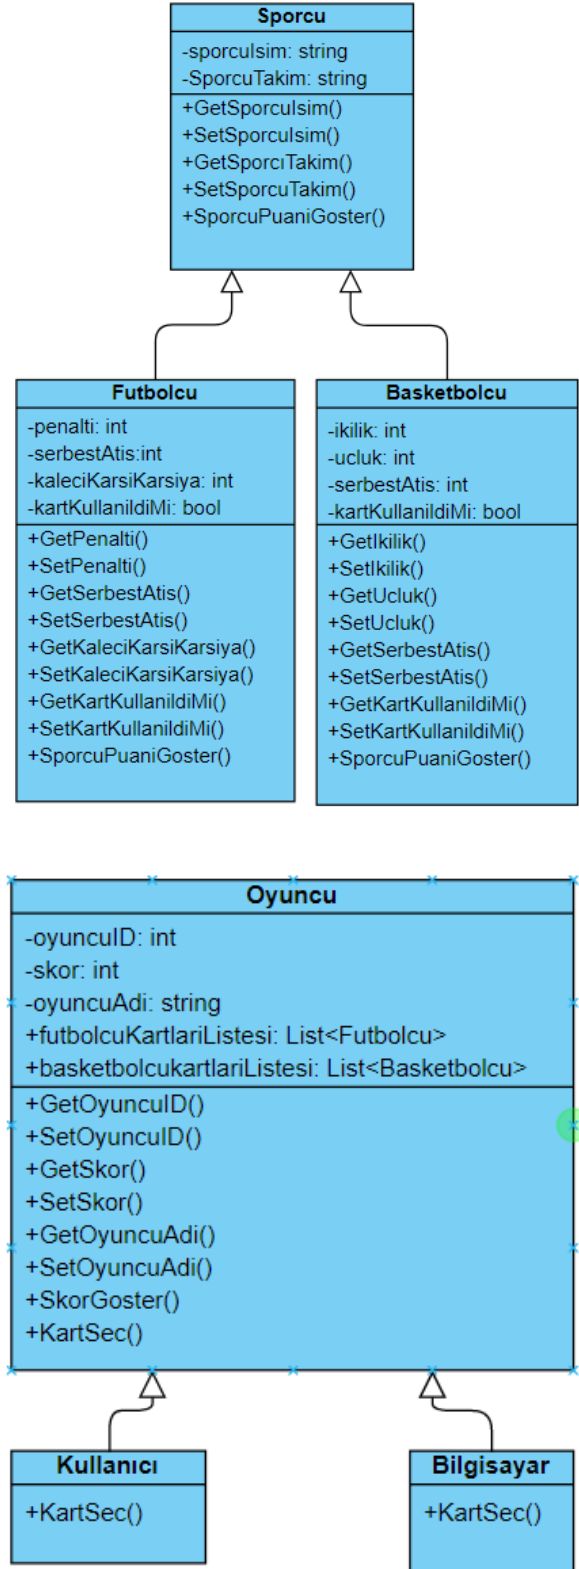 Sporcu
-sporcuIsim: string
-SporcuTakim: string
+GetSporcuIsim()
+SetSporcuIsim()
+GetSporcıTakim()
+SetSporcuTakim()
+SporcuPuaniGoster()
Futbolcu
-penalti: int
-serbestAtis:int
-kaleciKarsiKarsiya: int
-kartKullanildiMi: bool
+GetPenalti()
+SetPenalti()
+GetSerbestAtis()
+SetSerbestAtis()
+GetKaleciKarsiKarsiya()
+SetKaleciKarsiKarsiya()
+GetKartKullanildiMi()
+SetKartKullanildiMi()
+SporcuPuaniGoster()
Basketbolcu
-ikilik: int
-ucluk: int
-serbestAtis: int
-kartKullanildiMi: bool
+GetIkilik()
+SetIkilik()
+GetUcluk()
+SetUcluk()
+GetSerbestAtis()
+SetSerbestAtis()
+GetKartKullanildiMi()
+SetKartKullanildiMi()
+SporcuPuaniGoster()
Oyuncu
-oyuncuID: int
-skor: int
-oyuncuAdi: string
+futbolcuKartlariListesi: List<Futbolcu>
+basketbolcukartlariListesi: List<Basketbolcu>
+GetOyuncuID()
+SetOyuncuID()
+GetSkor()
+SetSkor()
+GetOyuncuAdi()
+SetOyuncuAdi()
+SkorGoster()
+KartSec()
Kullanıcı
+KartSec()
Bilgisayar
+KartSec()